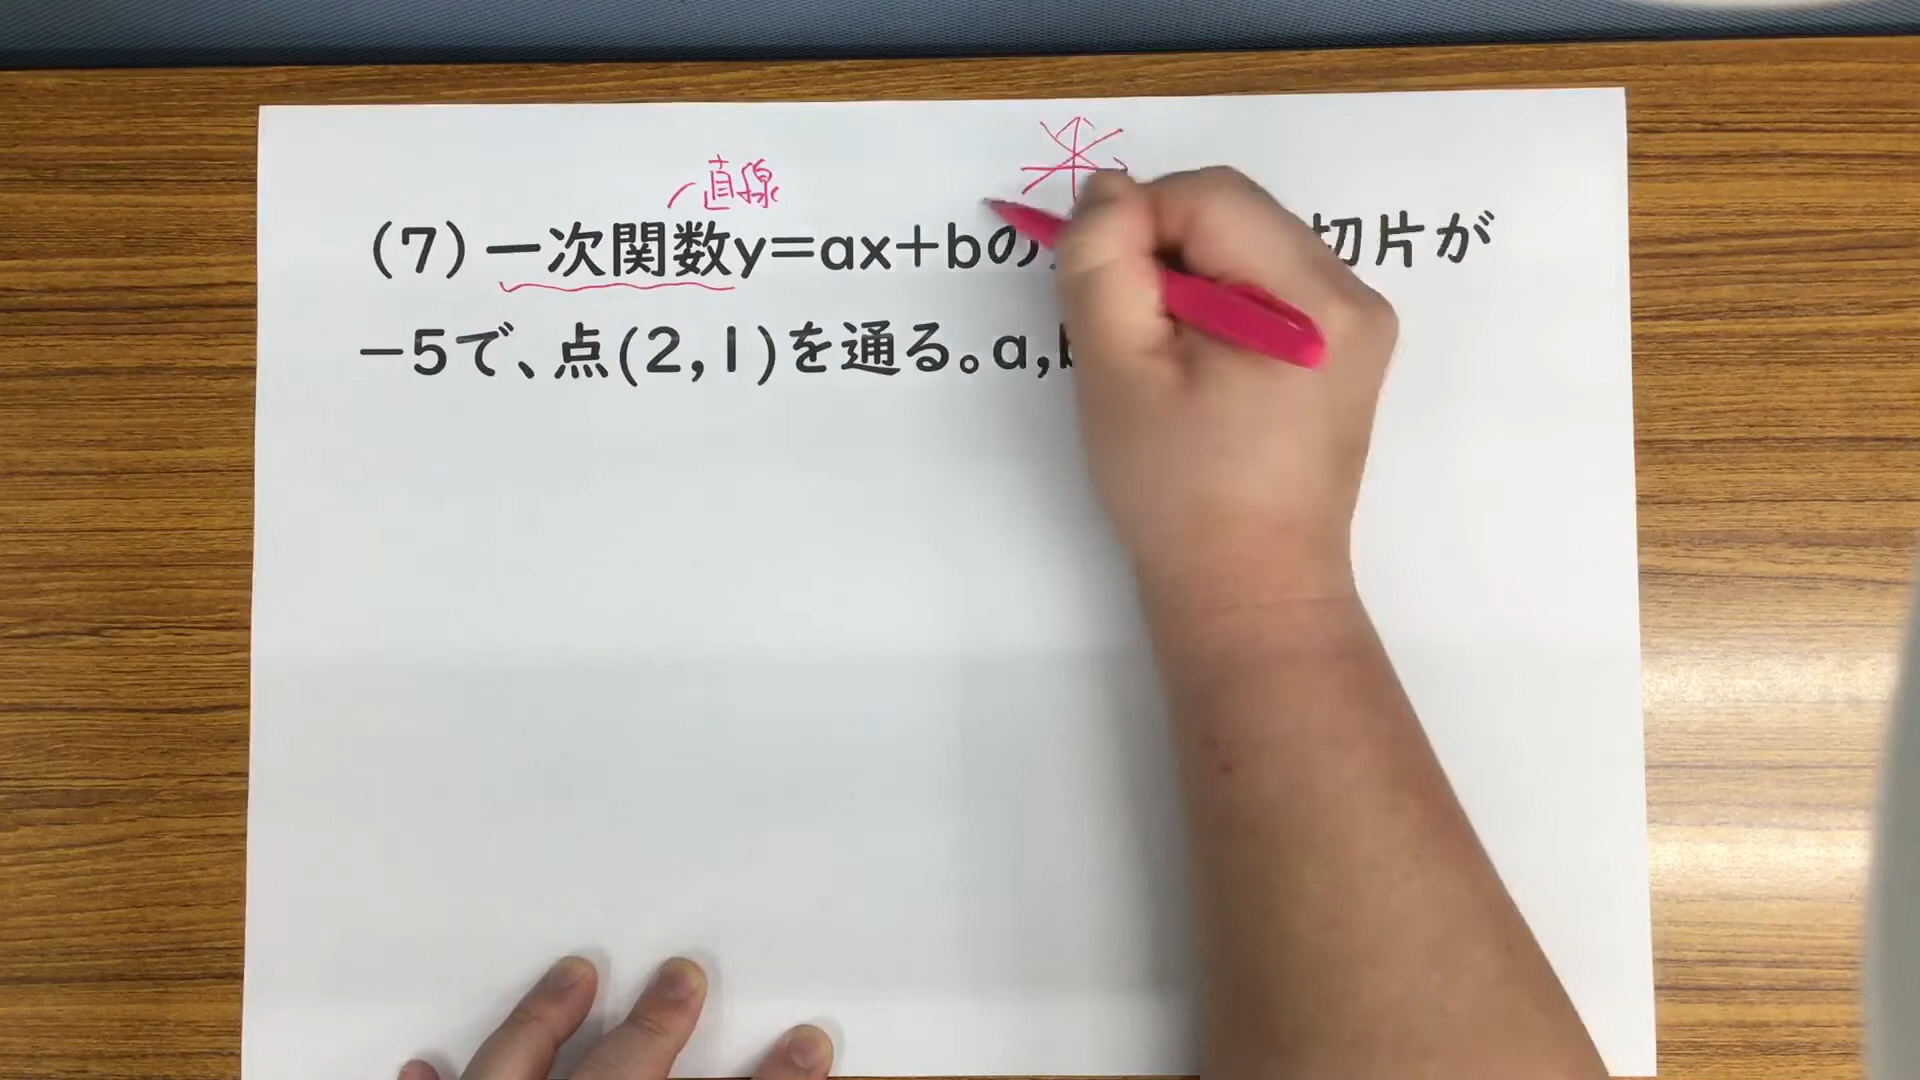 直線
(7)一次関数y=ax+bの 切片が
-5で、点(2,1)を通る。a,b